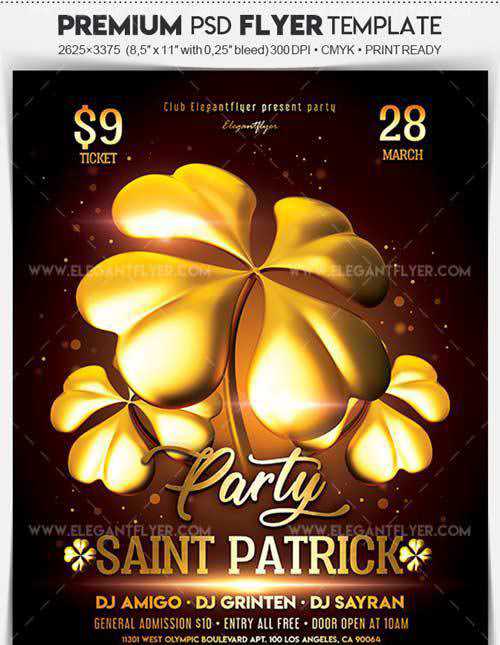 PREMIUM PSD FLYER TEMPLATE
2625×3375 (8,5" x 11" with 0,25" bleed) 300 DPI • CMYK • PRINT READY
Club Elegantflyer present party
Elegantflyer
$9
TICKET
28
MARCH
WWW.ELEGANTFLYER.COM
WWW.ELEGANTFLYER.COM
Party
SAINT PATRICK
WWW.ELEGANTFLYER.COM
WWW.ELEGANTFLYER.COM
DJ AMIGO • DJ GRINTEN • DJ SAYRAN
GENERAL ADMISSION $10 • ENTRY ALL FREE • DOOR OPEN AT 10AM
11301 WEST OLYMPIC BOULEVARD APT. 100 LOS ANGELES, CA 90064